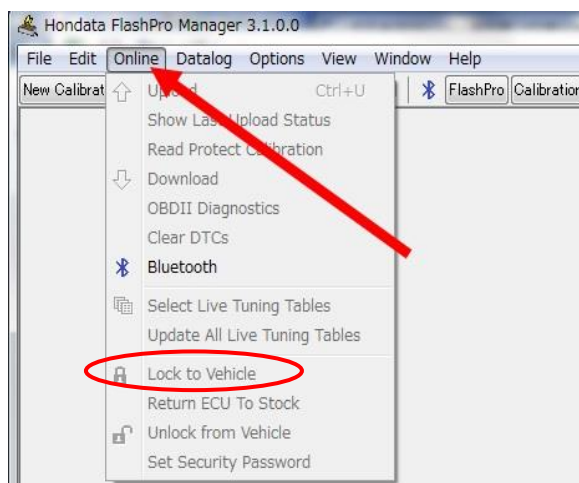 Hondata FlashPro Manager 3.1.0.0
File Edit Online Datalog Options View Window Help
New Calibrat FlashPro Calibration
Upload Ctrl+U
Show Last Upload Status
Read Protect Calibration
Download
OBDII Diagnostics
Clear DTCs
Bluetooth
Select Live Tuning Tables
Update All Live Tuning Tables
Lock to Vehicle
Return ECU To Stock
Unlock from Vehicle
Set Security Password